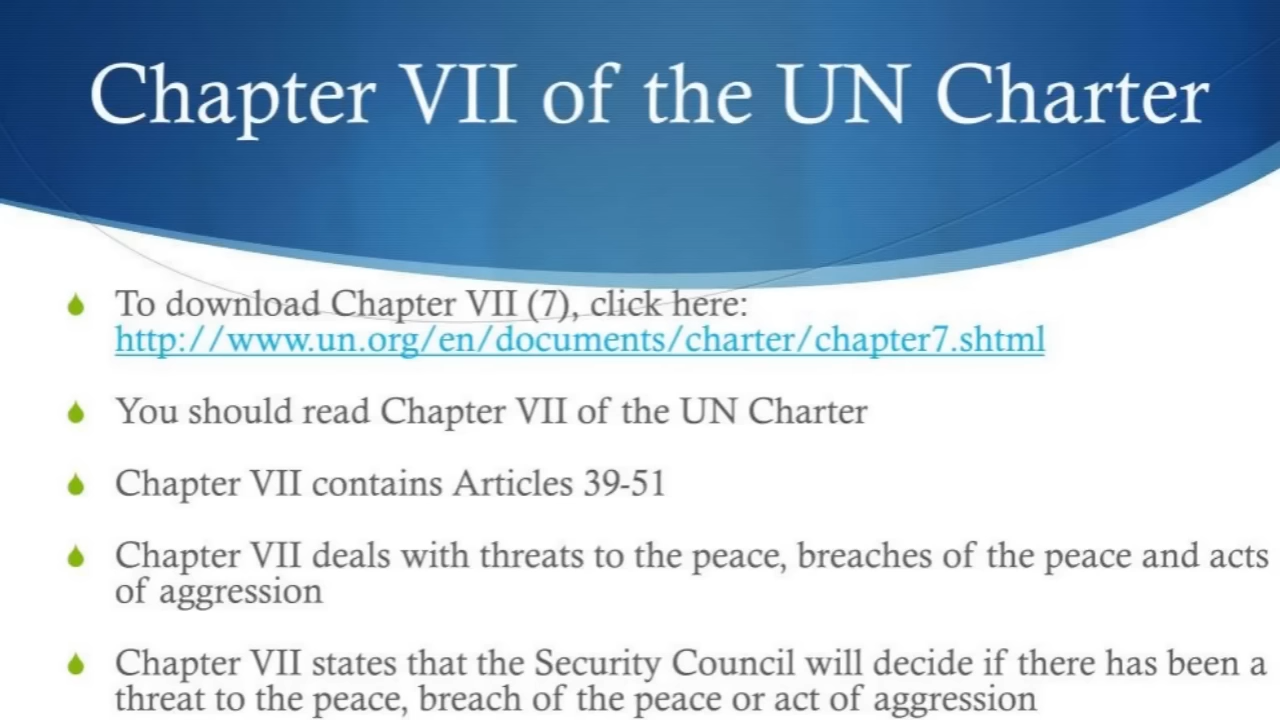 Chapter VII of the UN Charter
To download Chapter VII (7), click here:
http://www.un.org/en/documents/charter/chapter7.shtml
You should read Chapter VII of the UN Charter
Chapter VII contains Articles 39-51
Chapter VII deals with threats to the peace, breaches of the peace and acts
of aggression
Chapter VII states that the Security Council will decide if there has been a
threat to the peace, breach of the peace or act of aggression